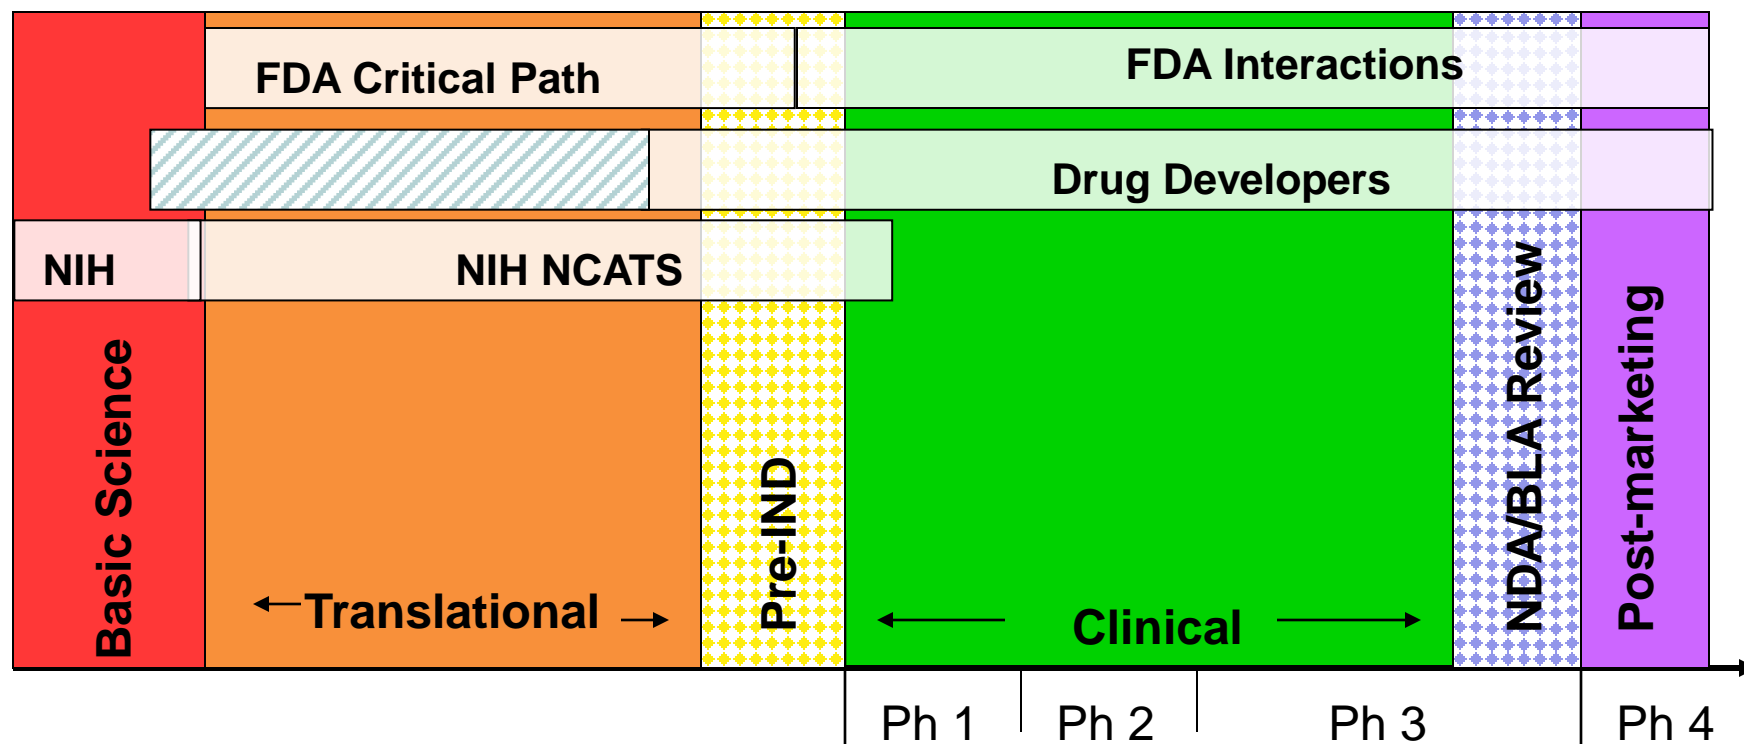 FDA Critical Path
FDA Interactions
Drug Developers
NIH
NIH NCATS
Basic Science
Translational
Pre-IND
Clinical
NDA/BLA Review
Post-marketing
Ph 1
Ph 2
Ph 3
Ph 4